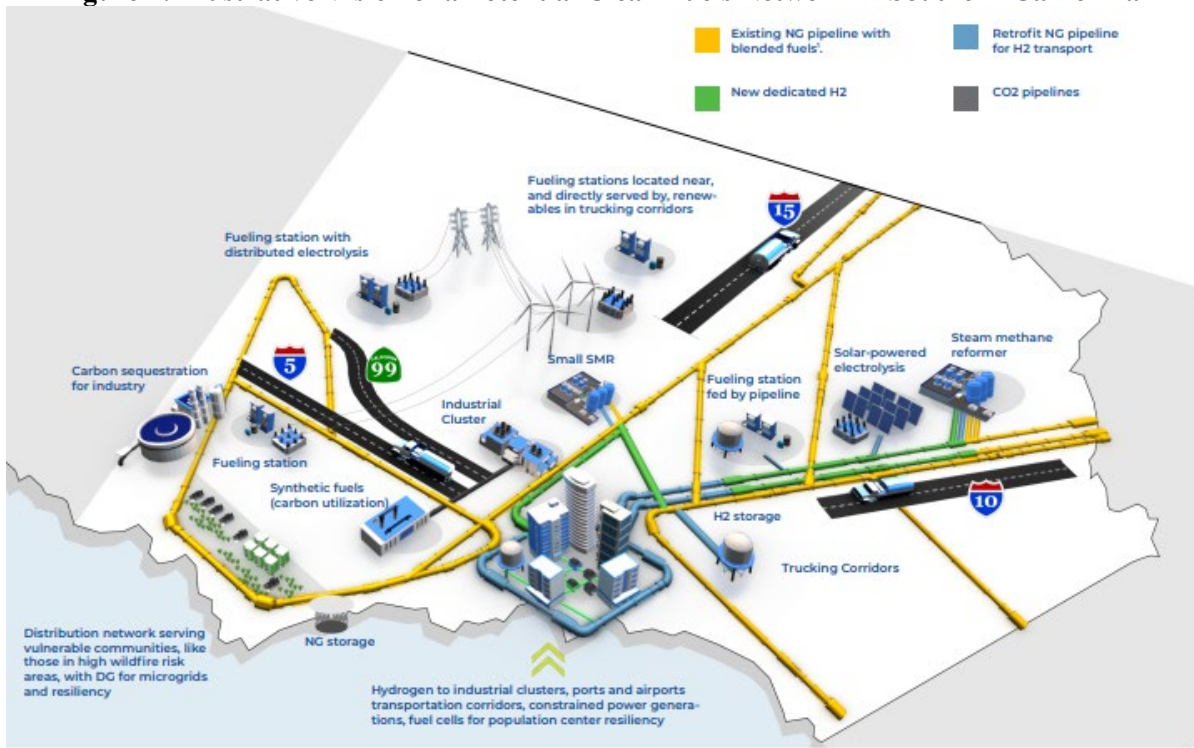 Existing NG pipeline with
blended fuels¹.
Retrofit NG pipeline
for H2 transport
New dedicated H2
CO2 pipelines
Fueling stations located near,
and directly served by, renew-
ables in trucking corridors
15
Fueling station with
distributed electrolysis
5
CALIFORNIA
99
Carbon sequestration
for industry
Small SMR
Steam methane
reformer
Solar-powered
electrolysis
Fueling station
fed by pipeline
Industrial
Cluster
Fueling station
Synthetic fuels
(carbon utilization)
10
H2 storage
Trucking Corridors
NG storage
Distribution network serving
vulnerable communities, like
those in high wildfire risk
areas, with DG for microgrids
and resiliency
Hydrogen to industrial clusters, ports and airports
transportation corridors, constrained power genera-
tions, fuel cells for population center resiliency